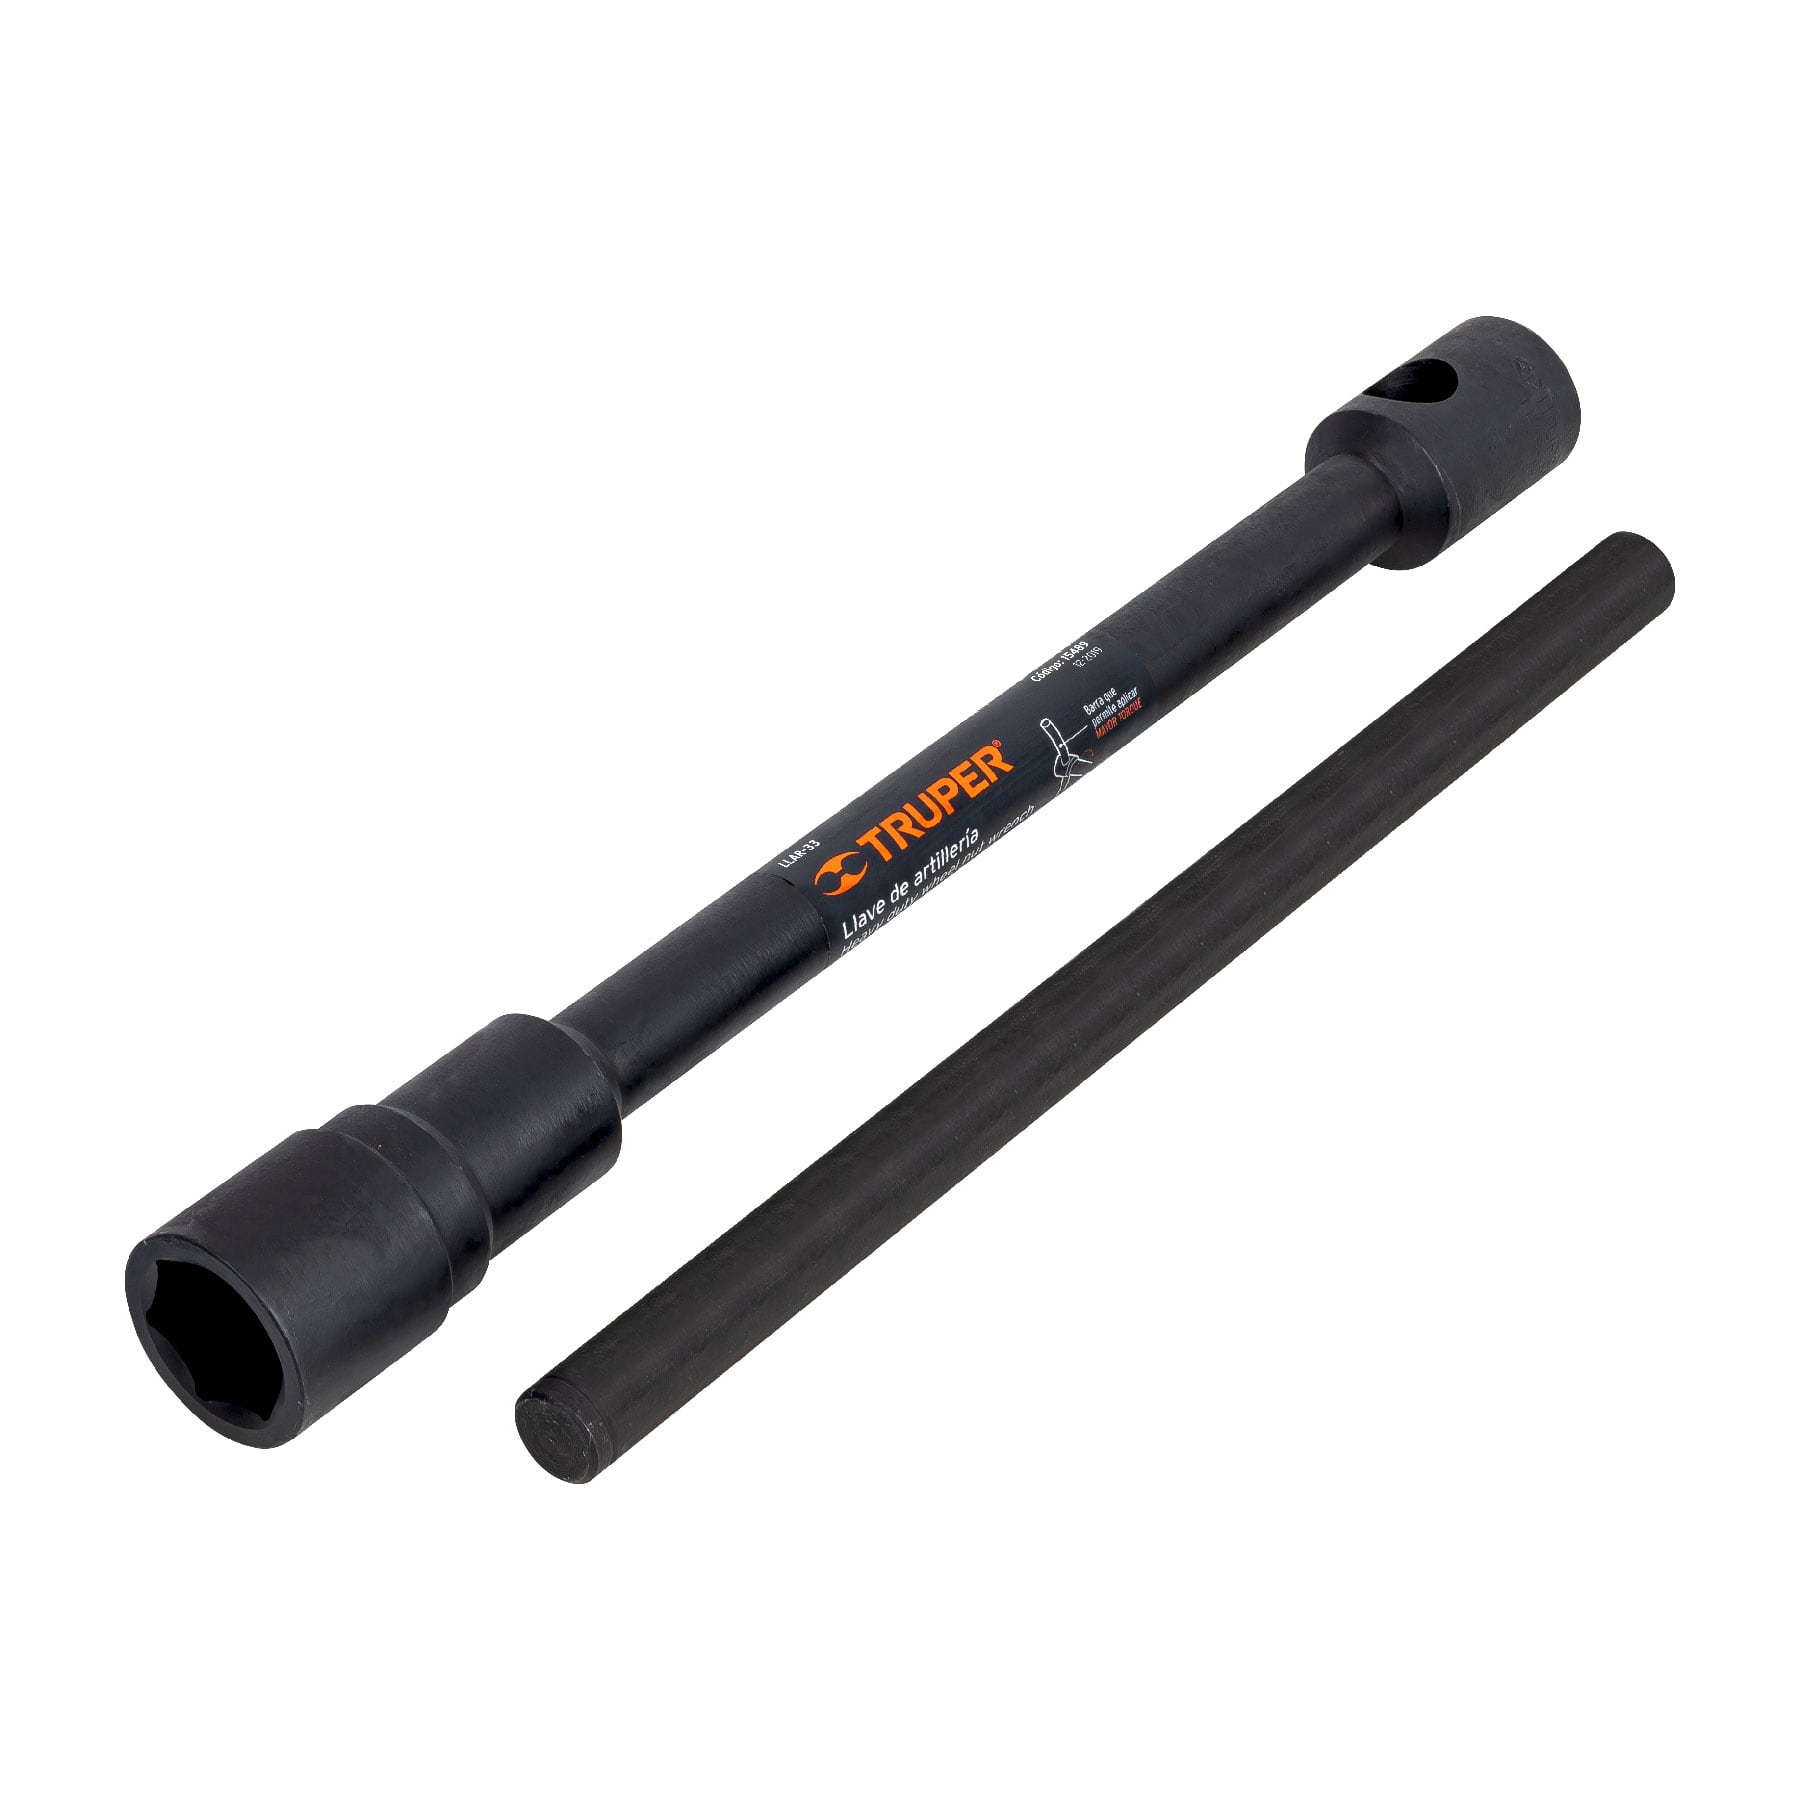 LLAR-33
TRUPER®
Llave de artillería
Heavy duty wheel nut wrench
Código: 15489
12-2019
Barra que
permite aplicar
MAYOR TORQUE